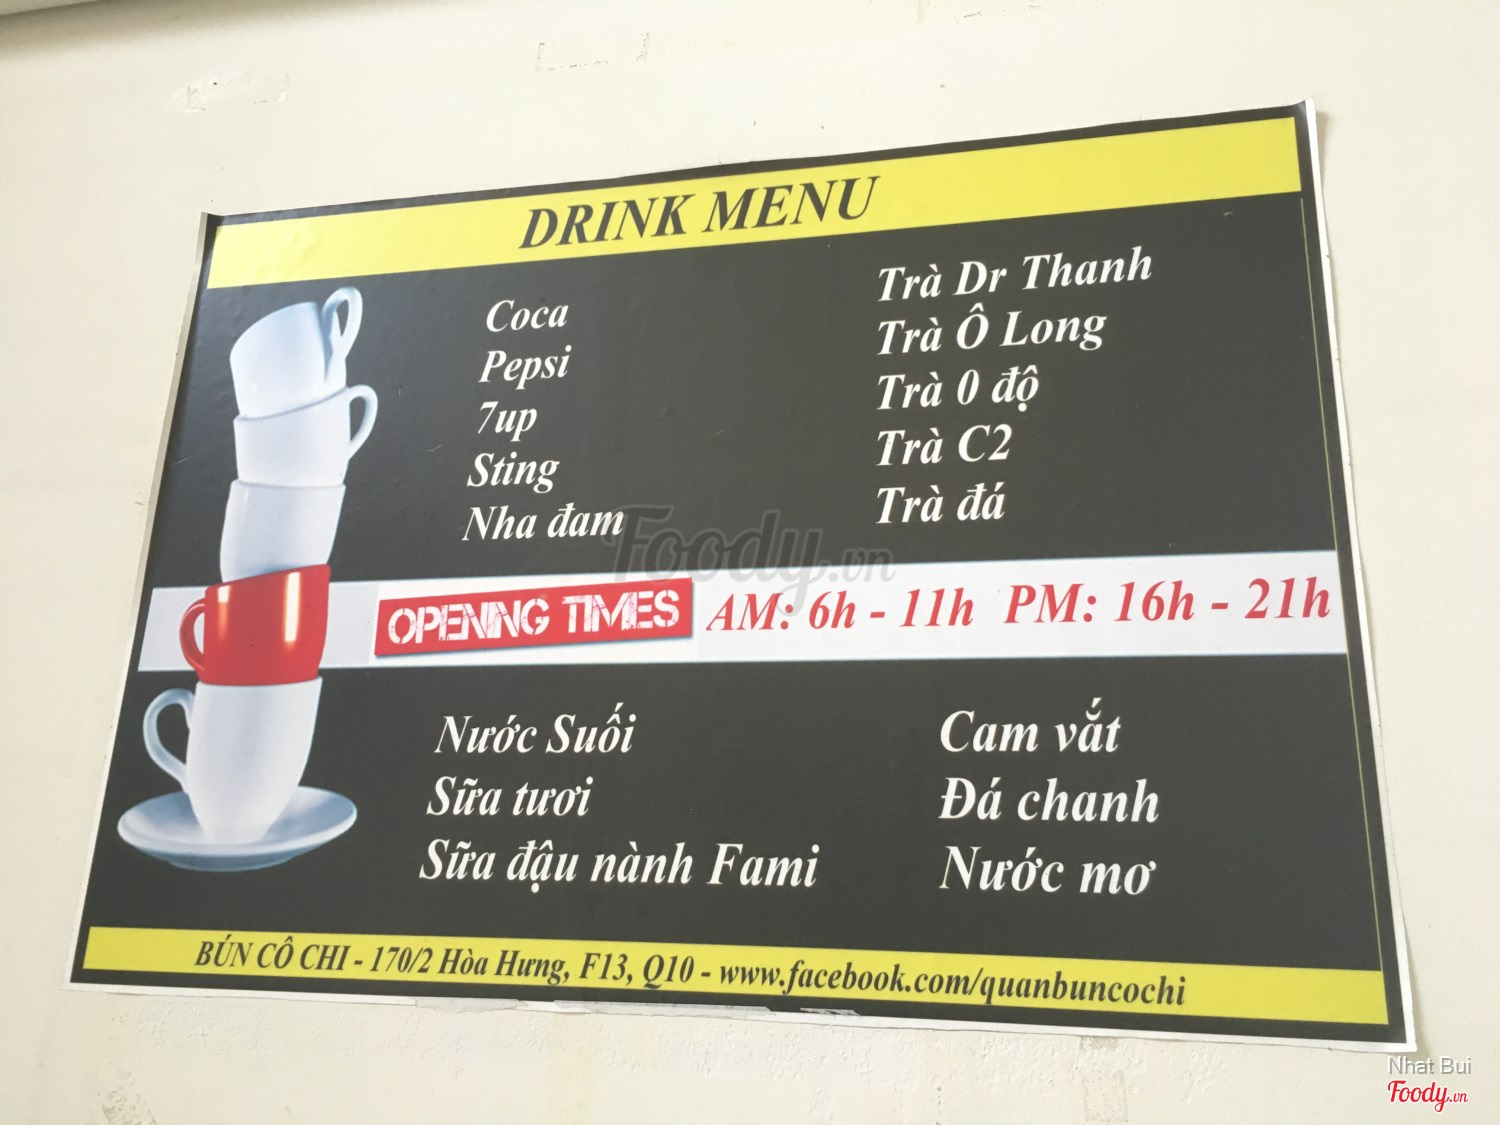 DRINK MENU
Coca
Pepsi
7up
Sting
Nha đam
Trà Dr Thanh
Trà Ô Long
Trà 0 độ
Trà C2
Trà đá
Foody.vn
OPENING TIMES AM: 6h - 11h PM: 16h - 21h
Nước Suối
Sữa tươi
Sữa đậu nành Fami
Cam vắt
Đá chanh
Nước mơ
BÚN CÔ CHI - 170/2 Hòa Hưng, F13, Q10 - www.facebook.com/quanbuncochi
Nhat Bui
Foody.vn